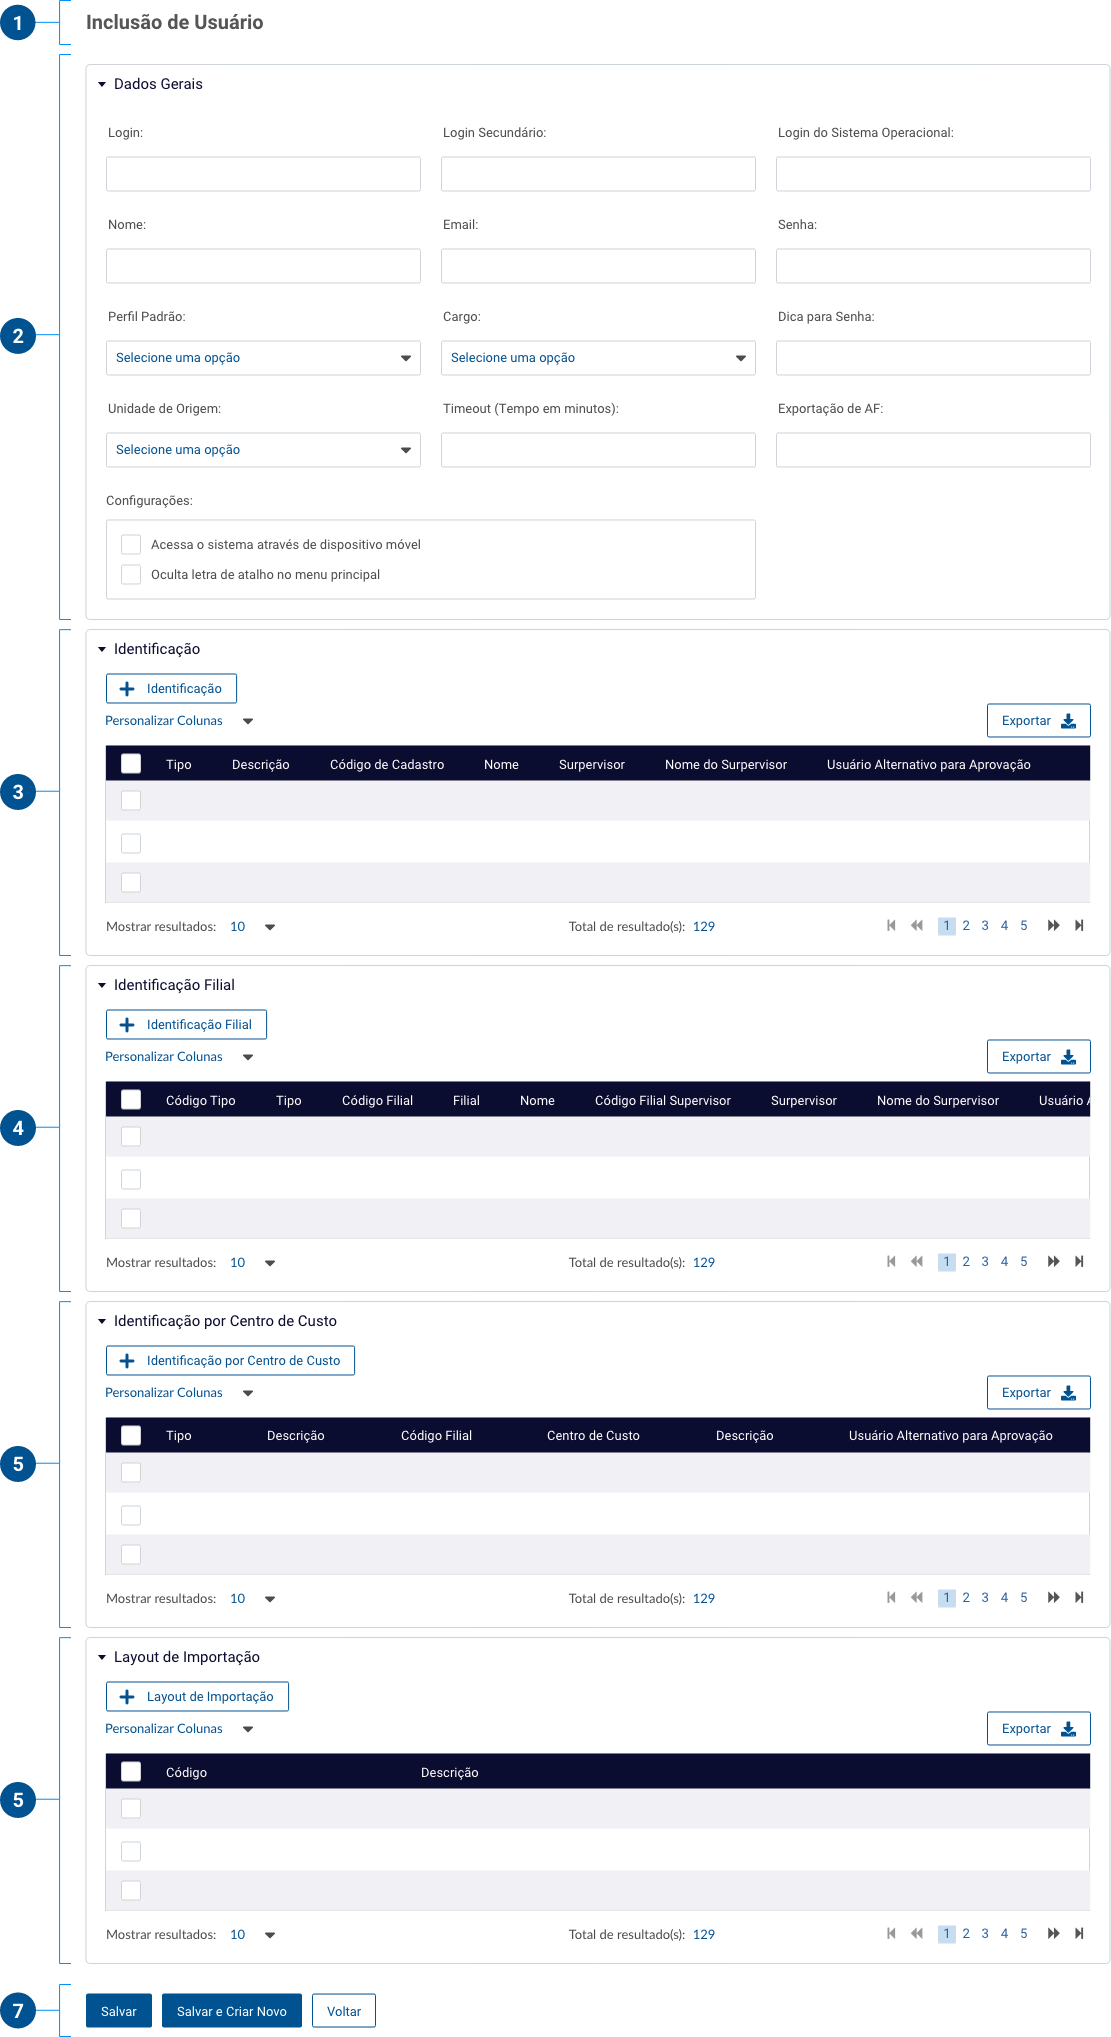 1
Inclusão de Usuário
2
Dados Gerais
Login: Login Secundário: Login do Sistema Operacional:
Nome: Email: Senha:
Perfil Padrão: Cargo: Dica para Senha:
Selecione uma opção Selecione uma opção
Unidade de Origem: Timeout (Tempo em minutos): Exportação de AF:
Selecione uma opção
Configurações:
Acessa o sistema através de dispositivo móvel
Oculta letra de atalho no menu principal
3
Identificação
Identificação
Personalizar Colunas Exportar
Tipo Descrição Código de Cadastro Nome Surpervisor Nome do Surpervisor Usuário Alternativo para Aprovação
Mostrar resultados: 10 Total de resultado(s): 129 1 2 3 4 5
4
Identificação Filial
Identificação Filial
Personalizar Colunas Exportar
Código Tipo Tipo Código Filial Filial Nome Código Filial Supervisor Surpervisor Nome do Surpervisor Usuário A
Mostrar resultados: 10 Total de resultado(s): 129 1 2 3 4 5
5
Identificação por Centro de Custo
Identificação por Centro de Custo
Personalizar Colunas Exportar
Tipo Descrição Código Filial Centro de Custo Descrição Usuário Alternativo para Aprovação
Mostrar resultados: 10 Total de resultado(s): 129 1 2 3 4 5
5
Layout de Importação
Layout de Importação
Personalizar Colunas Exportar
Código Descrição
Mostrar resultados: 10 Total de resultado(s): 129 1 2 3 4 5
7
Salvar Salvar e Criar Novo Voltar